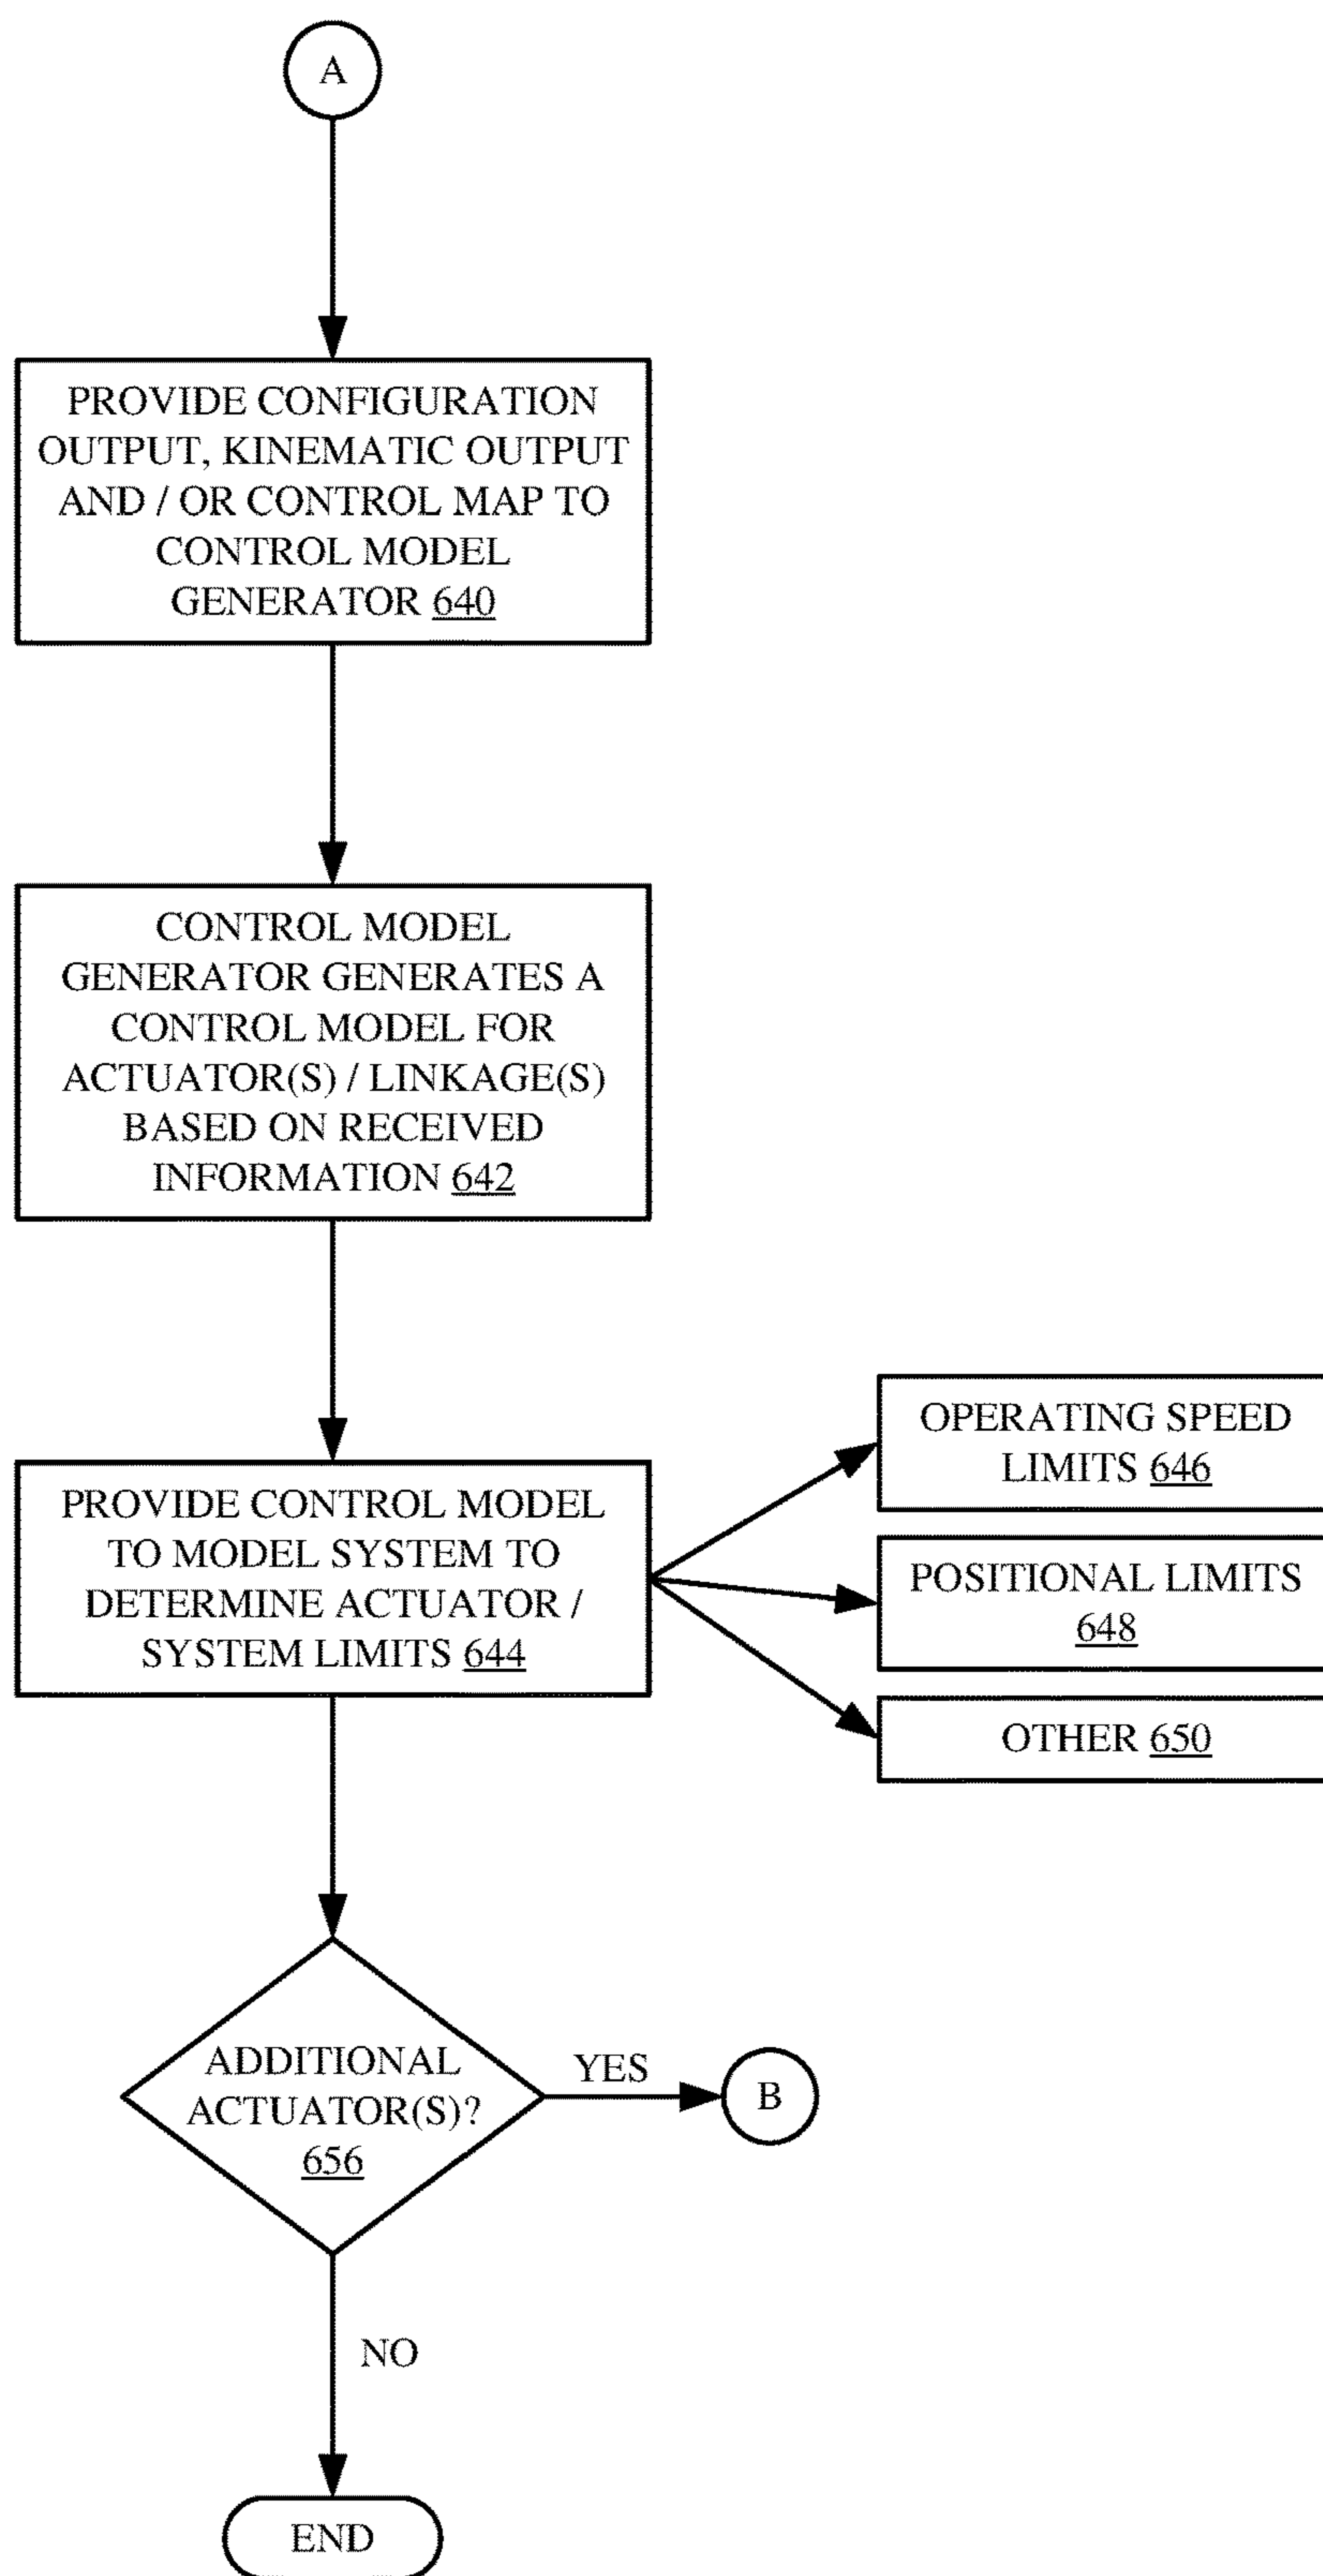 A
PROVIDE CONFIGURATION
OUTPUT, KINEMATIC OUTPUT
AND / OR CONTROL MAP TO
CONTROL MODEL
GENERATOR 640
CONTROL MODEL
GENERATOR GENERATES A
CONTROL MODEL FOR
ACTUATOR(S) / LINKAGE(S)
BASED ON RECEIVED
INFORMATION 642
PROVIDE CONTROL MODEL
TO MODEL SYSTEM TO
DETERMINE ACTUATOR /
SYSTEM LIMITS 644
OPERATING SPEED
LIMITS 646
POSITIONAL LIMITS
648
OTHER 650
ADDITIONAL
ACTUATOR(S)?
656
YES
B
NO
END